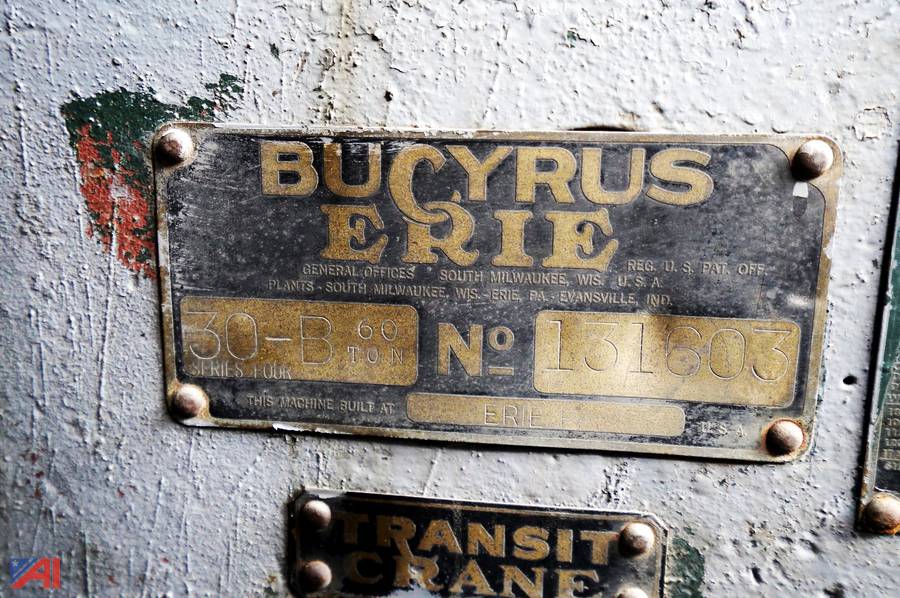 BUCYRUS
ERIE
REG. U. S. PAT. OFF.
GENERAL OFFICES - SOUTH MILWAUKEE, WIS. U. S. A.
PLANTS - SOUTH MILWAUKEE, WIS. - ERIE, PA. - EVANSVILLE, IND.
30-B 60 TON
SERIES FOUR
No 131603
THIS MACHINE BUILT AT ERIE U.S.A.
TRANSIT
CRANE
AI